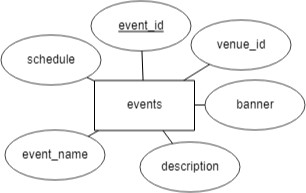 event_id
venue_id
schedule
events
banner
event_name
description